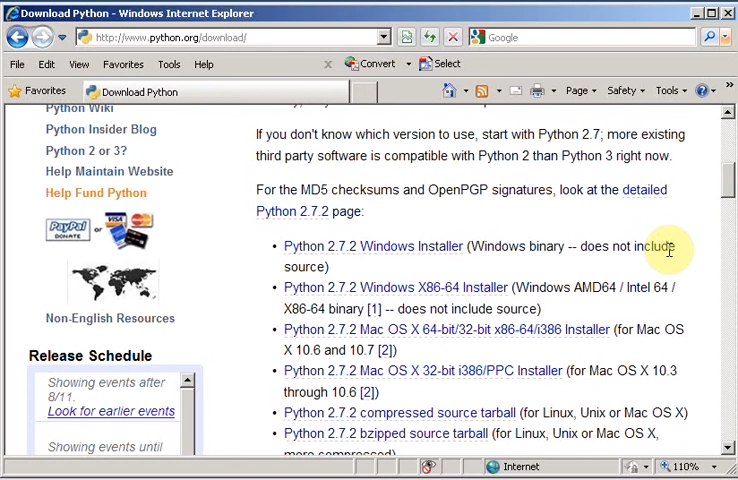 Download Python - Windows Internet Explorer
http://www.python.org/download/
Google
File Edit View Favorites Tools Help
Convert Select
Favorites
Download Python
Page Safety Tools
Python Wiki
Python Insider Blog
Python 2 or 3?
Help Maintain Website
Help Fund Python
PayPal
DONATE
or
VISA
Non-English Resources
Release Schedule
Showing events after
8/11.
Look for earlier events
Showing events until
If you don't know which version to use, start with Python 2.7; more existing
third party software is compatible with Python 2 than Python 3 right now.
For the MD5 checksums and OpenPGP signatures, look at the detailed
Python 2.7.2 page:
• Python 2.7.2 Windows Installer (Windows binary -- does not include
source)
• Python 2.7.2 Windows X86-64 Installer (Windows AMD64 / Intel 64 /
X86-64 binary [1] -- does not include source)
• Python 2.7.2 Mac OS X 64-bit/32-bit x86-64/i386 Installer (for Mac OS
X 10.6 and 10.7 [2])
• Python 2.7.2 Mac OS X 32-bit i386/PPC Installer (for Mac OS X 10.3
through 10.6 [2])
• Python 2.7.2 compressed source tarball (for Linux, Unix or Mac OS X)
• Python 2.7.2 bzipped source tarball (for Linux, Unix or Mac OS X,
more compressed)
Internet
110%